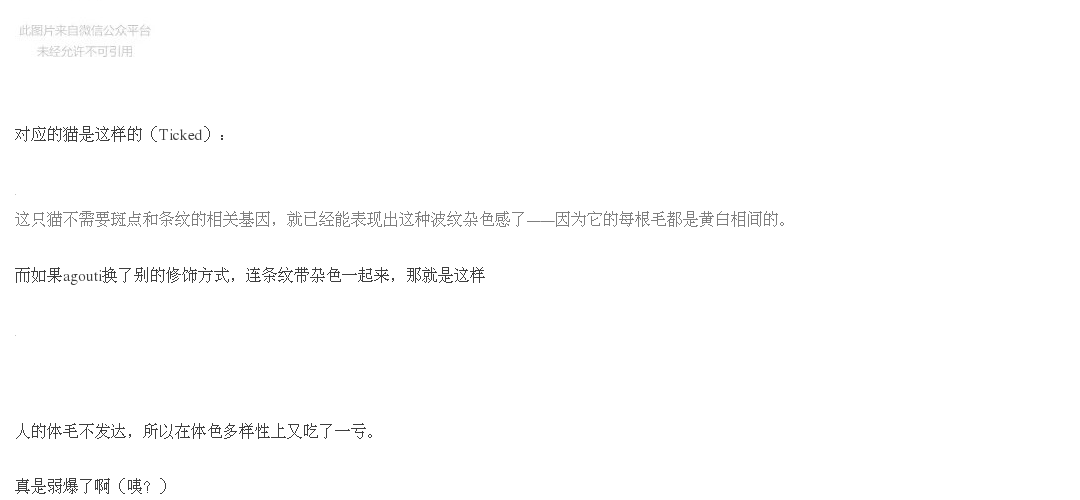 此图片来自微信公众平台
未经允许不可引用
对应的猫是这样的（Ticked）：
这只猫不需要斑点和条纹的相关基因，就已经能表现出这种波纹杂色感了——因为它的每根毛都是黄白相间的。
而如果agouti换了别的修饰方式，连条纹带杂色一起来，那就是这样
人的体毛不发达，所以在体色多样性上又吃了一亏。
真是弱爆了啊（咦？）